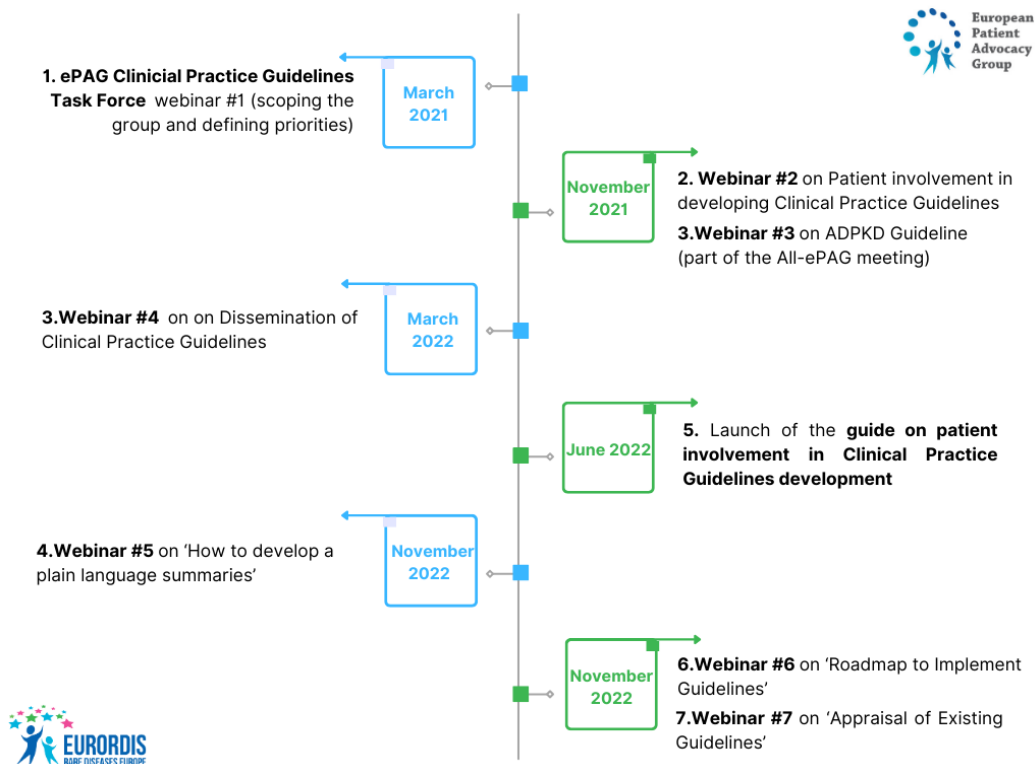 European
Patient
Advocacy
Group
1. ePAG Clinicial Practice Guidelines
Task Force webinar #1 (scoping the
group and defining priorities)
March
2021
November
2021
2. Webinar #2 on Patient involvement in
developing Clinical Practice Guidelines
3.Webinar #3 on ADPKD Guideline
(part of the All-ePAG meeting)
3.Webinar #4 on on Dissemination of
Clinical Practice Guidelines
March
2022
June 2022
5. Launch of the guide on patient
involvement in Clinical Practice
Guidelines development
4.Webinar #5 on ‘How to develop a
plain language summaries’
November
2022
November
2022
6.Webinar #6 on ‘Roadmap to Implement
Guidelines’
7.Webinar #7 on ‘Appraisal of Existing
Guidelines’
EURORDIS
RARE DISEASES EUROPE